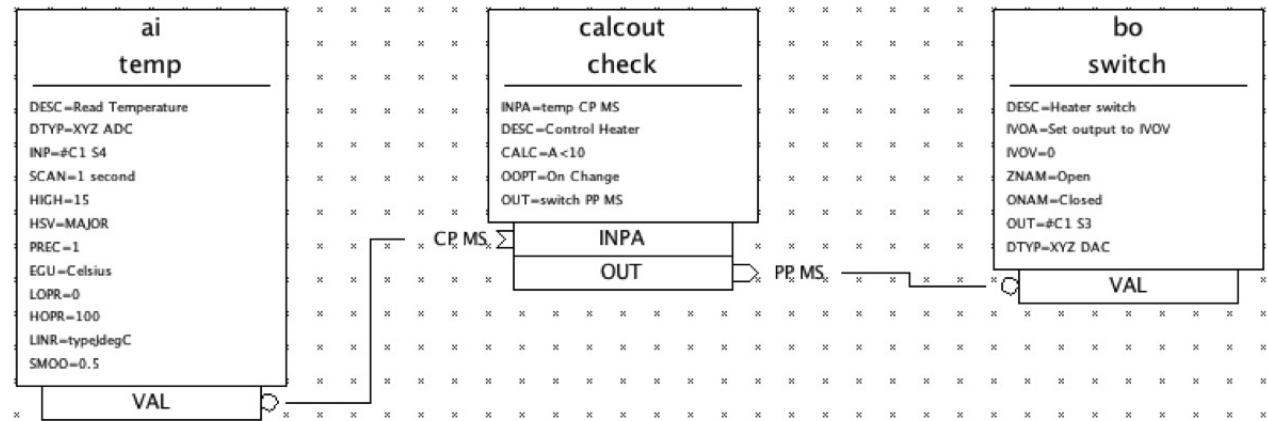 ai
temp
DESC=Read Temperature
DTYP=XYZ ADC
INP=#C1 S4
SCAN=1 second
HIGH=15
HSV=MAJOR
PREC=1
EGU=Celsius
LOPR=0
HOPR=100
LINR=typeJdegC
SMOO=0.5
VAL
calcout
check
INPA=temp CP MS
DESC=Control Heater
CALC=A<10
OOPT=On Change
OUT=switch PP MS
CP MS
INPA
OUT
PP MS
bo
switch
DESC=Heater switch
IVOA=Set output to IVOV
IVOV=0
ZNAM=Open
ONAM=Closed
OUT=#C1 S3
DTYP=XYZ DAC
VAL